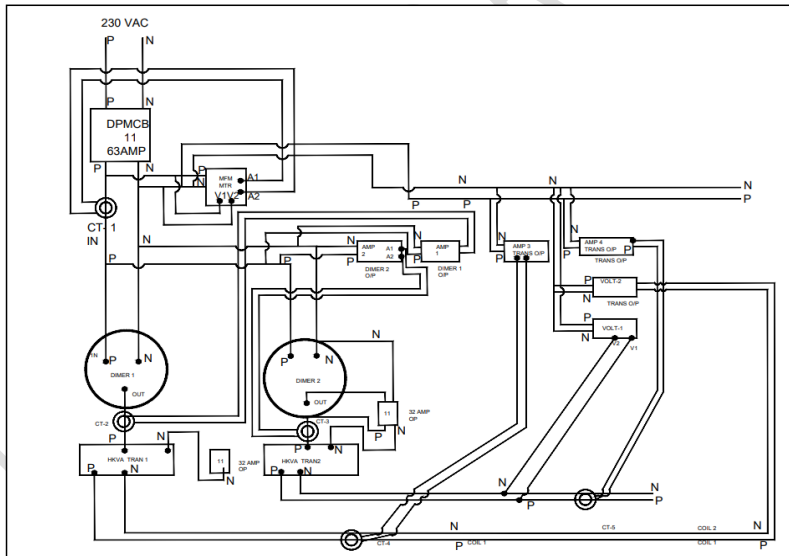 230 VAC
P N
P N
DPMCB
11
63AMP
P N
P
N
MFM
MTR
V1V2
A1
A2
CT- 1
IN
N N
P P
N N
P P
N
P
N
P
AMP
2
A1
A2
DIMER 2
O/P
N
P
AMP
1
DIMER 1
O/P
N
P
AMP 3
TRANS O/P
N
P
AMP 4
TRANS O/P
P
TRANS O/P
P
N
VOLT-2
TRANS O/P
P
N
VOLT-1
V2
V1
PIN
P N
DIMER 1
OUT
P N
DIMER 2
OUT
N
11
32 AMP
OP
P N
CT-2
CT-3
P N
HKVA TRAN 1
P N
11
N
32 AMP
OP
P N
HKVA TRAN2
P N
N N
P P
CT-4
CT-5
N COIL 2 N
P COIL 1 COIL 1 P